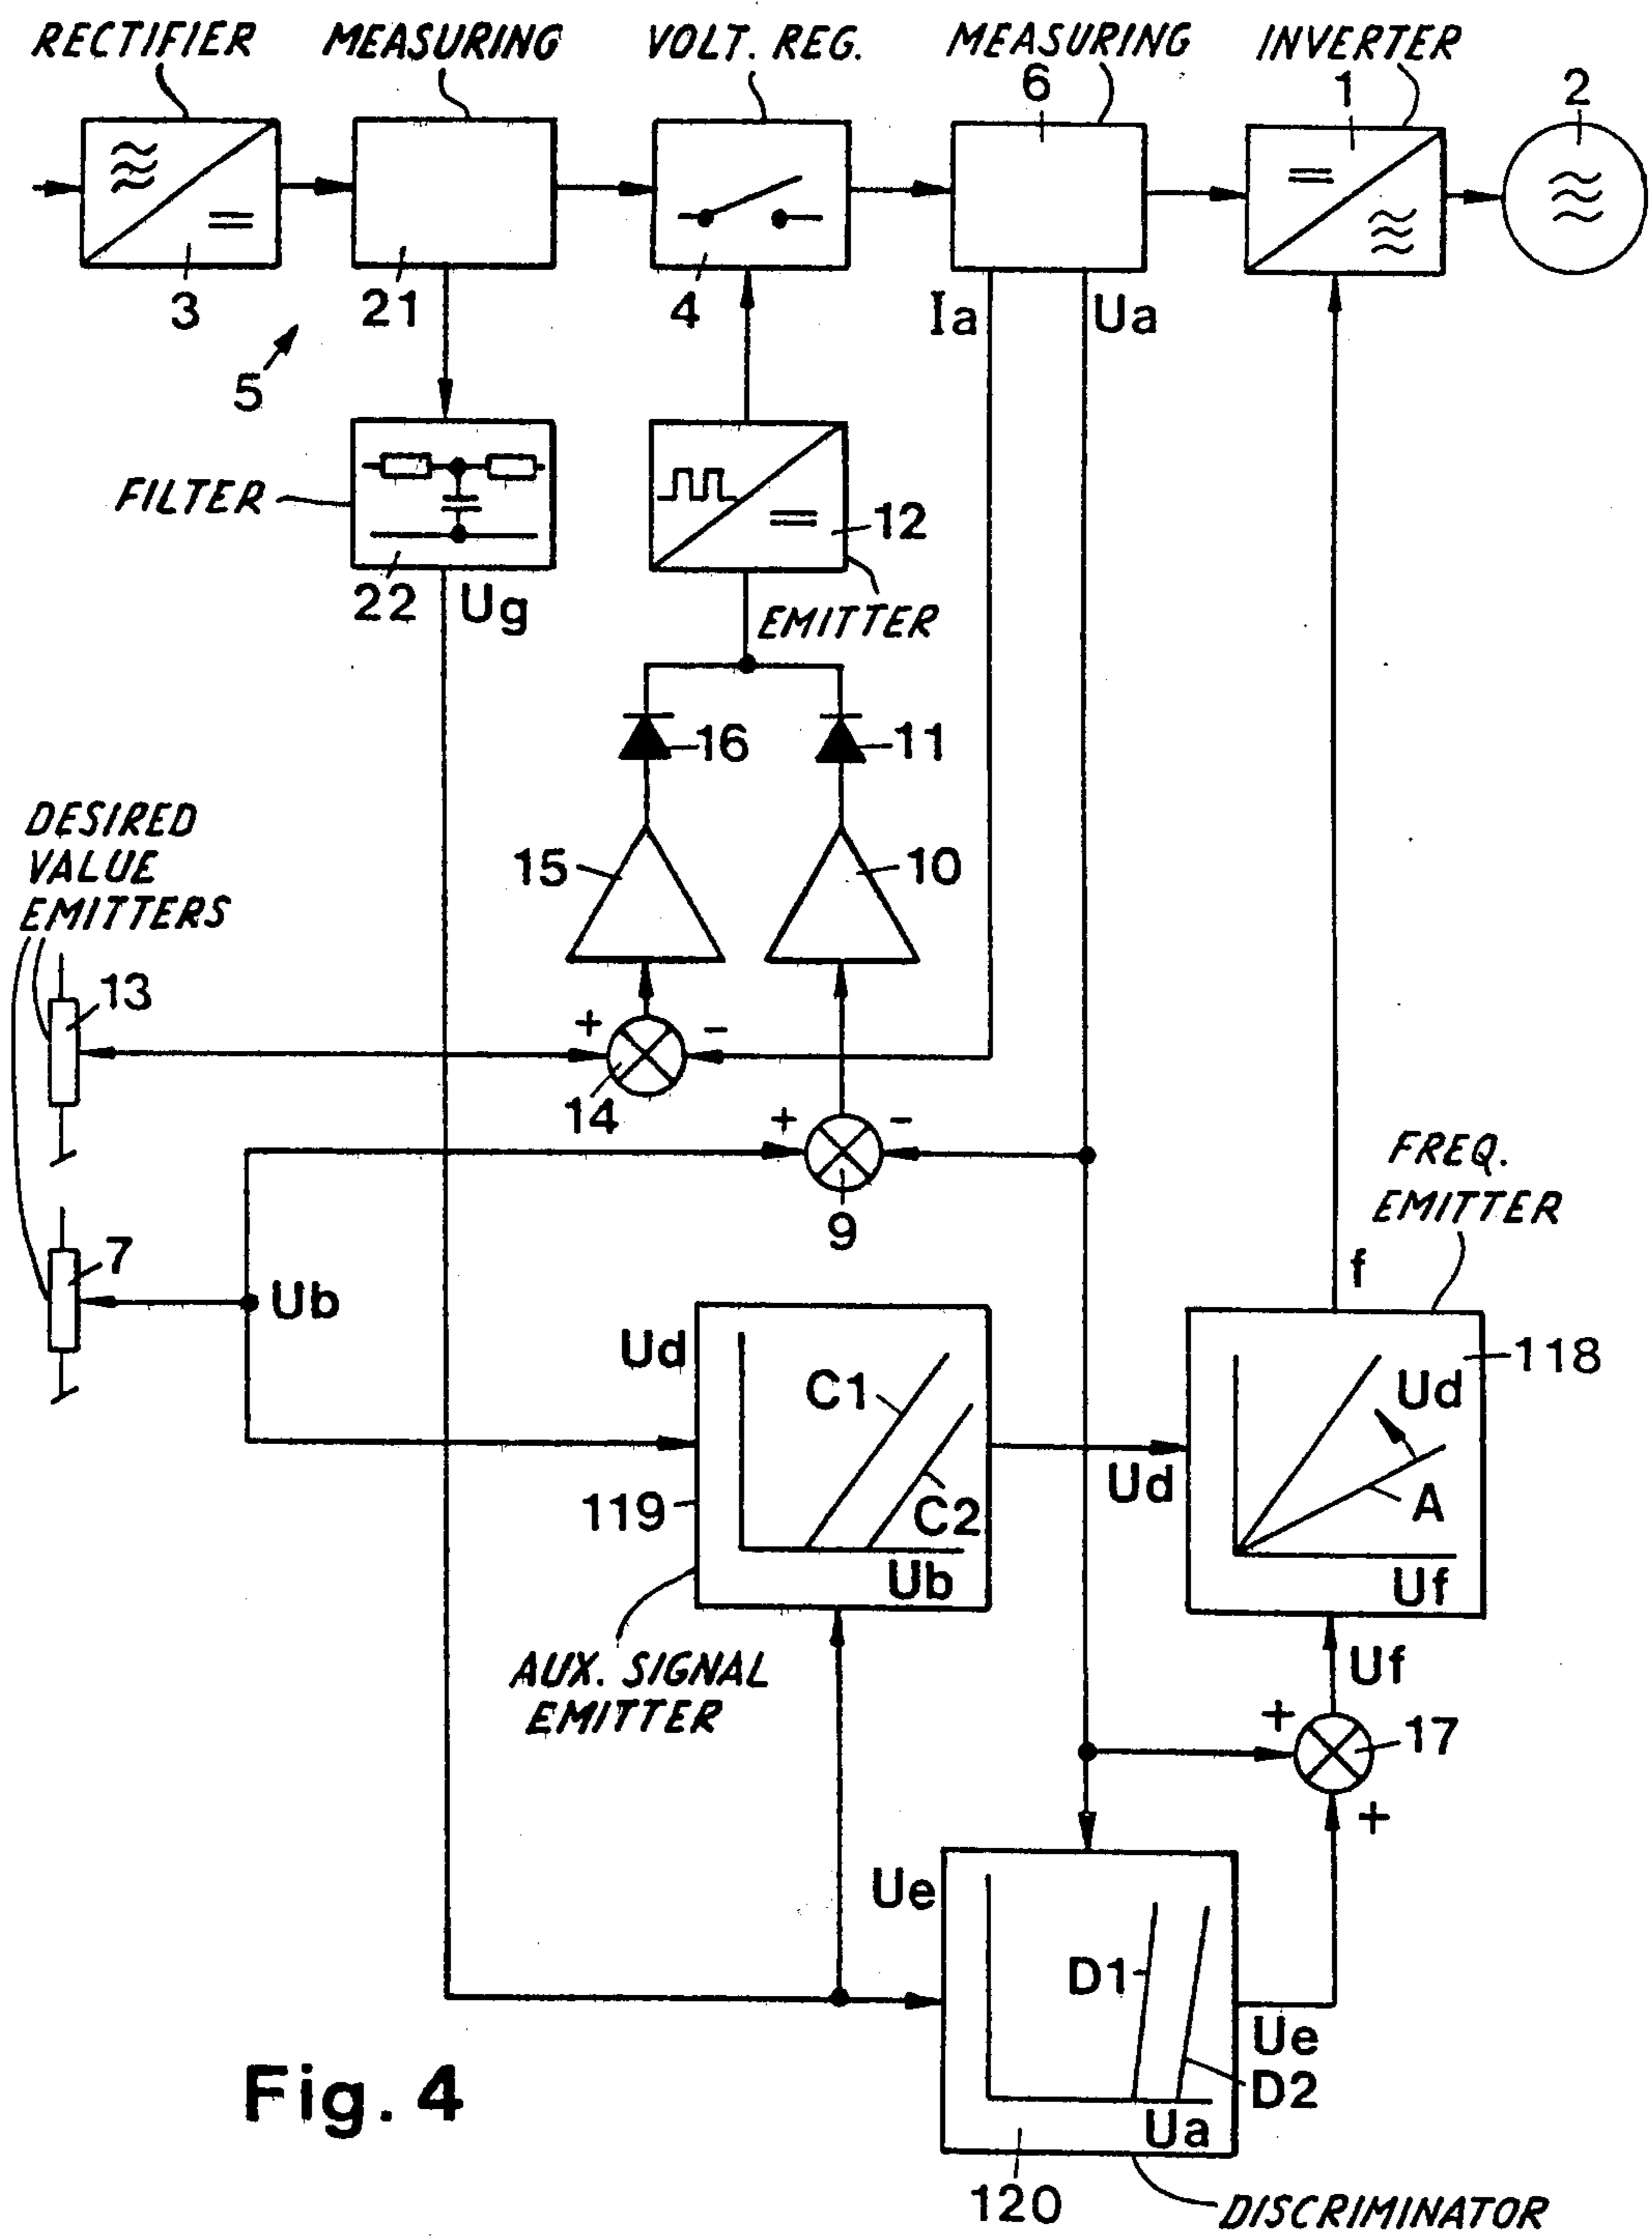 RECTIFIER
MEASURING
VOLT. REG.
MEASURING
INVERTER
6
1
2
3
21
4
Ia
Ua
5
FILTER
12
22
Ug
EMITTER
16
11
DESIRED
VALUE
EMITTERS
15
10
13
+
-
14
+
-
FREQ.
EMITTER
9
7
Ub
f
Ud
118
C1
Ud
Ud
A
119
C2
Ub
Uf
AUX. SIGNAL
EMITTER
Uf
+
17
+
Ue
D1
Ue
D2
Ua
Fig. 4
120
DISCRIMINATOR